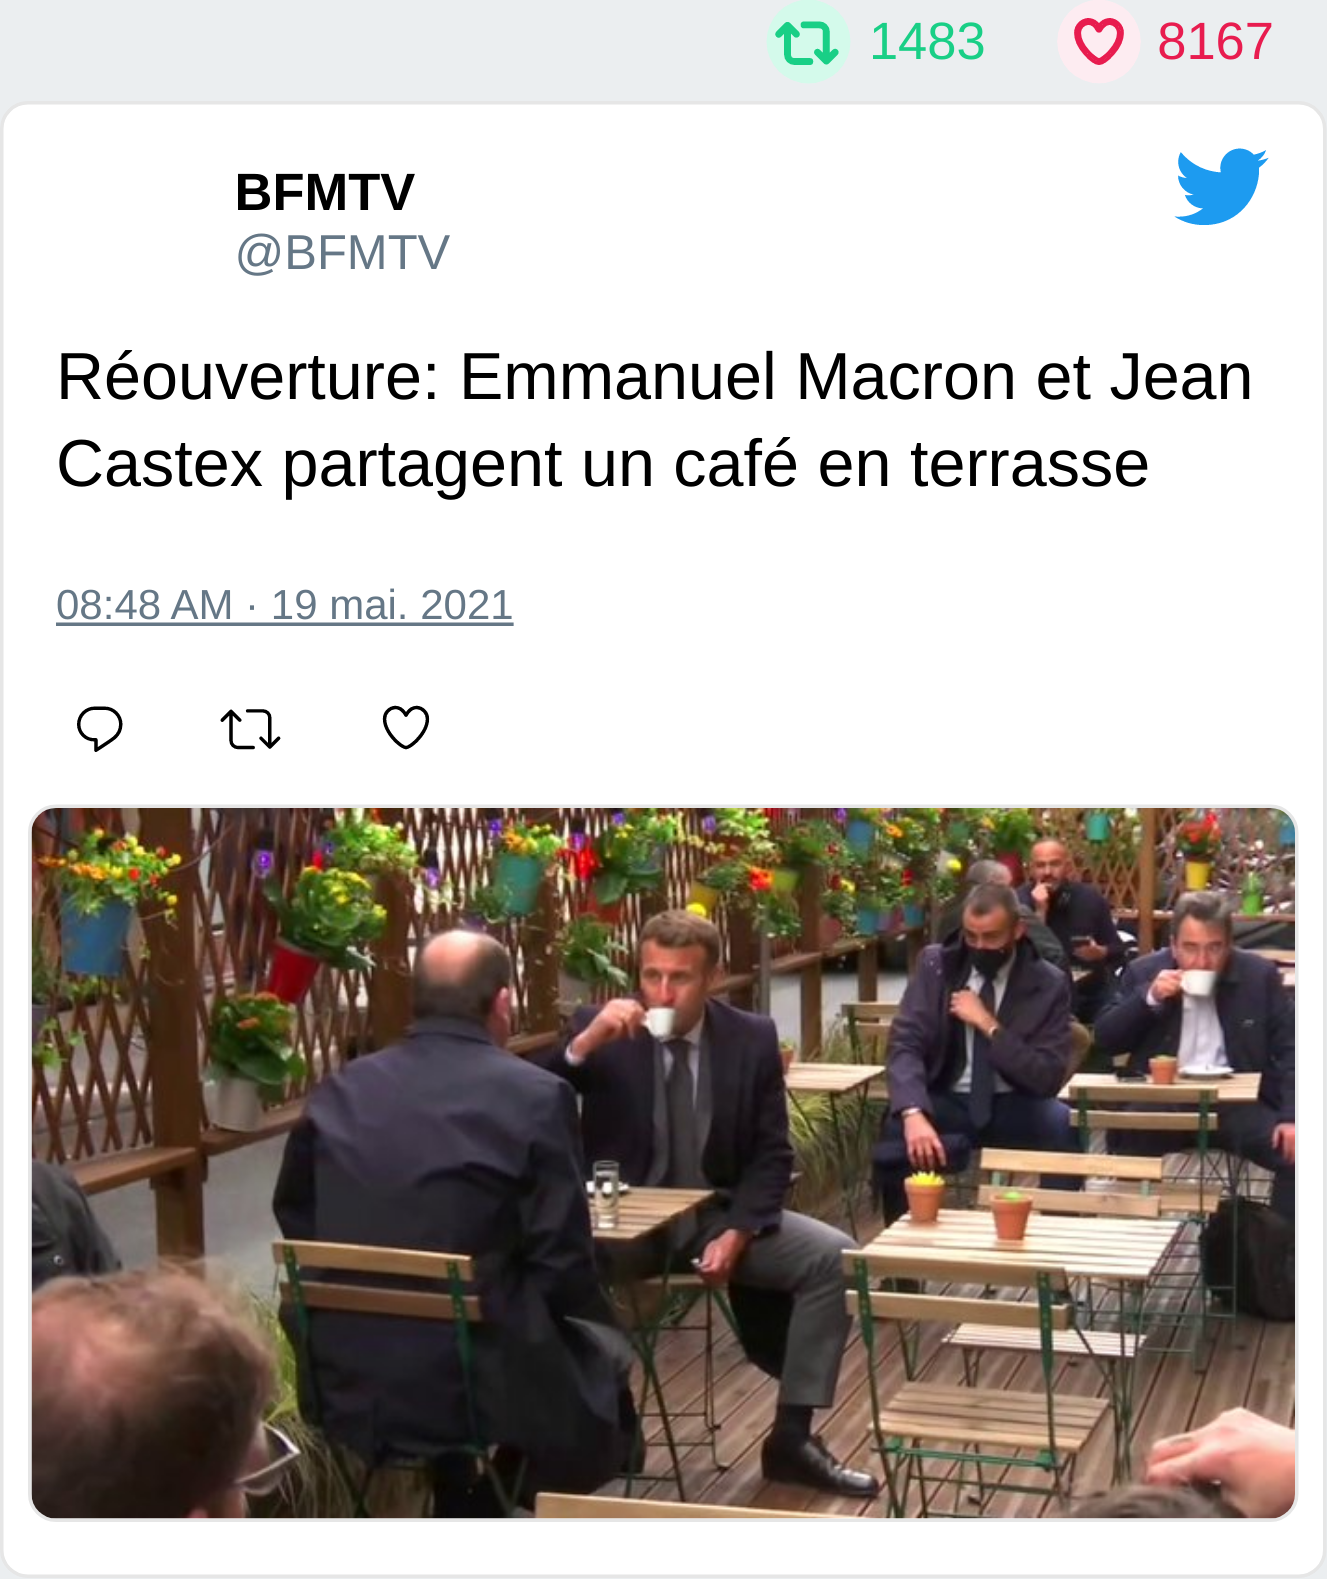 1483 8167
BFMTV
@BFMTV
Réouverture: Emmanuel Macron et Jean
Castex partagent un café en terrasse
08:48 AM · 19 mai. 2021